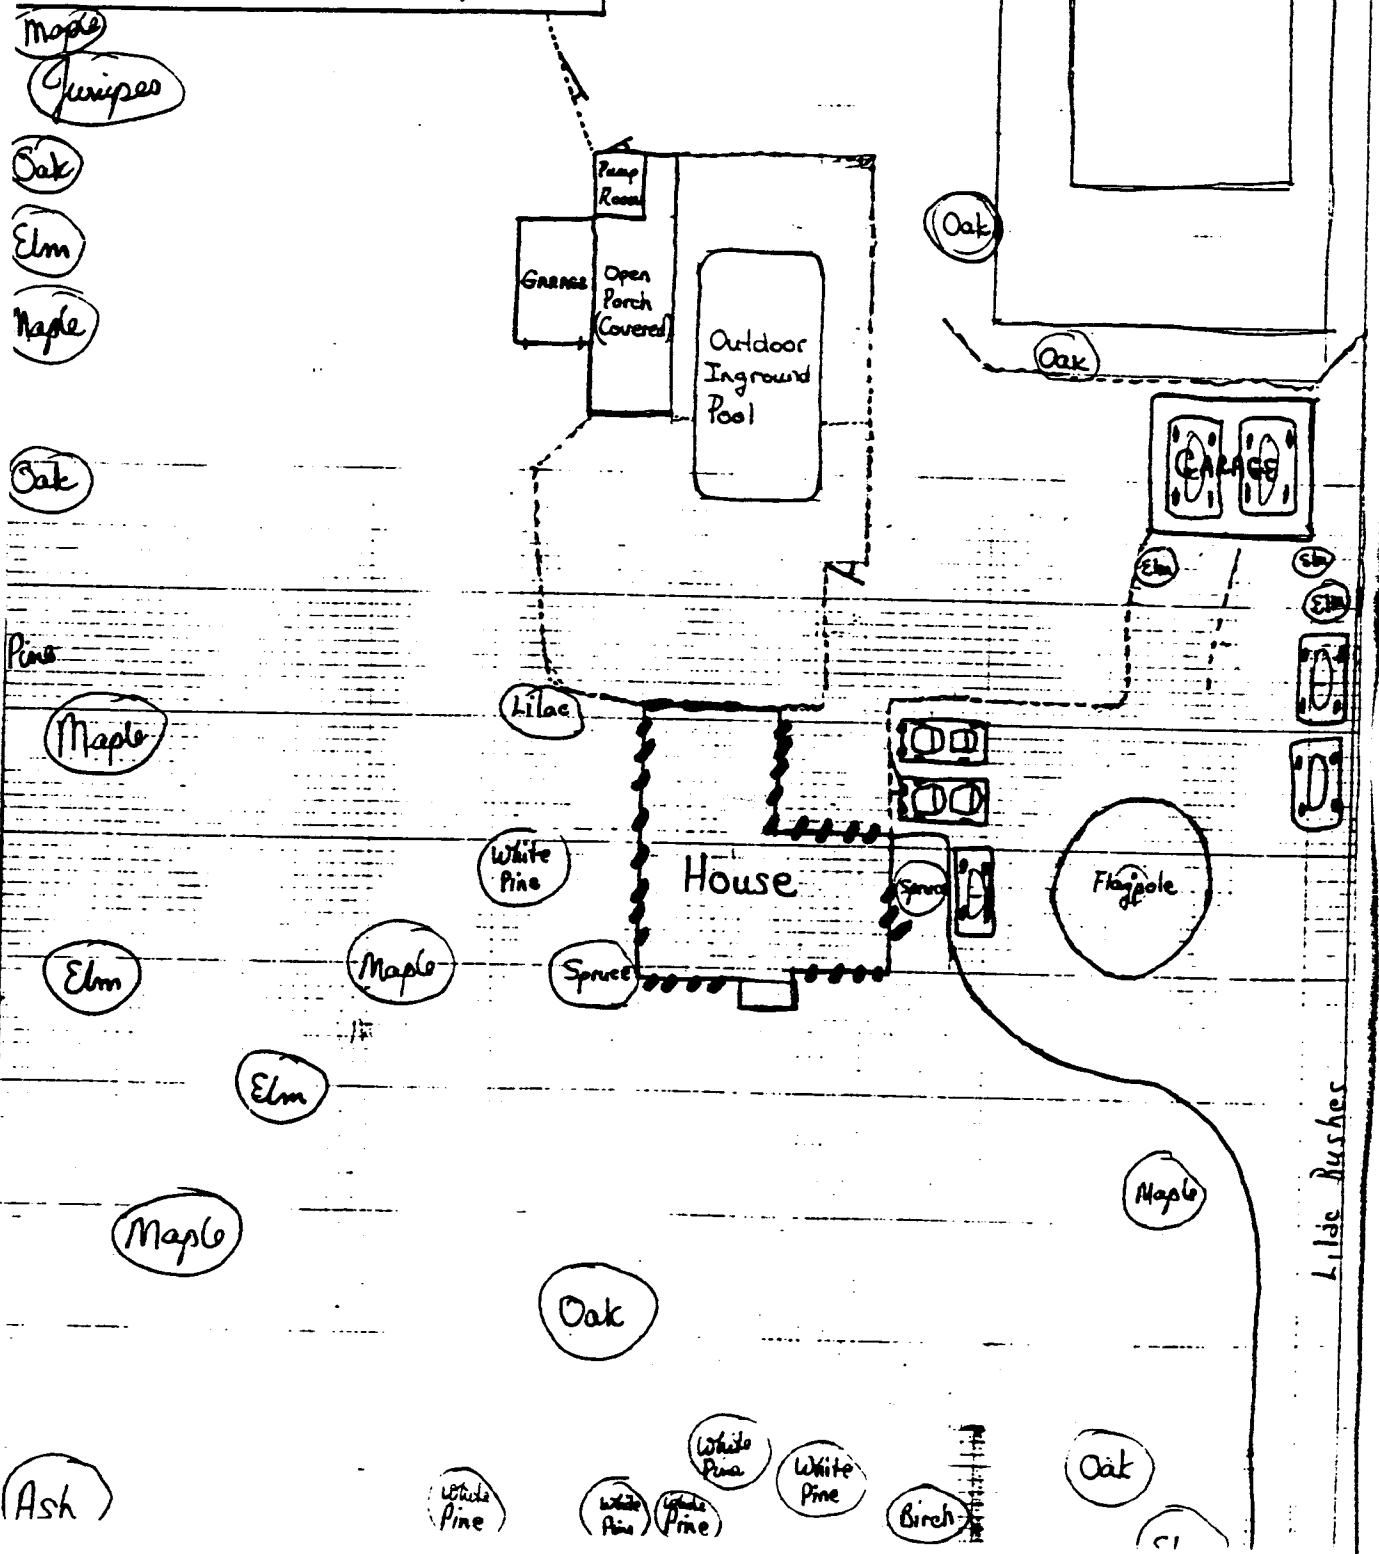 Maple
Junipes
Oak
Pump
Room
Elm
Oak
GARAGE
Open
Porch
(Covered)
Maple
Outdoor
Inground
Pool
Oak
Oak
GARAGE
Elm
Elm
Elm
Pine
Lilac
Maple
White
Pine
House
Spruce
Flagpole
Elm
Maple
Spruce
Elm
Lilac Bushes
Maple
Maple
Oak
White
Pine
White
Pine
Oak
Ash
White
Pine
White
Pine
White
Pine
Birch